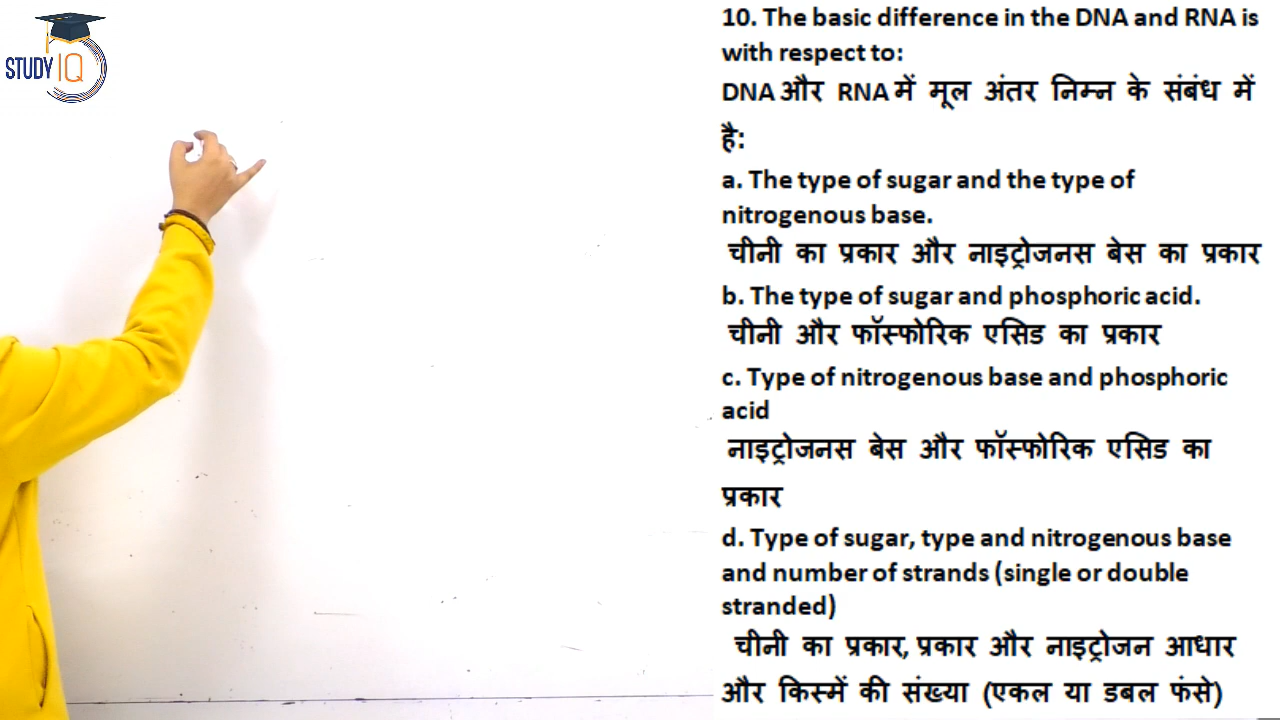 STUDY IQ
10. The basic difference in the DNA and RNA is
with respect to:
DNA और RNA में मूल अंतर निम्न के संबंध में
है:
a. The type of sugar and the type of
nitrogenous base.
चीनी का प्रकार और नाइट्रोजनस बेस का प्रकार
b. The type of sugar and phosphoric acid.
चीनी और फॉस्फोरिक एसिड का प्रकार
c. Type of nitrogenous base and phosphoric
acid
नाइट्रोजनस बेस और फॉस्फोरिक एसिड का
प्रकार
d. Type of sugar, type and nitrogenous base
and number of strands (single or double
stranded)
चीनी का प्रकार, प्रकार और नाइट्रोजन आधार
और किस्में की संख्या (एकल या डबल फंसे)